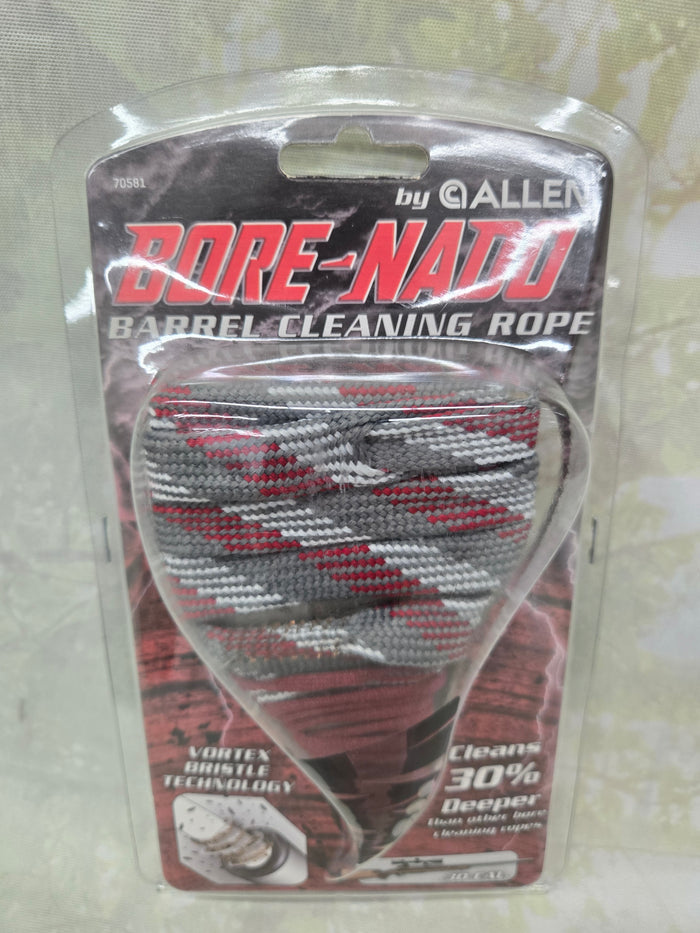 70581
by ALLEN
BORE-NADO
BARREL CLEANING ROPE
VORTEX
BRISTLE
TECHNOLOGY
Cleans
30%
Deeper
than other bore
cleaning ropes